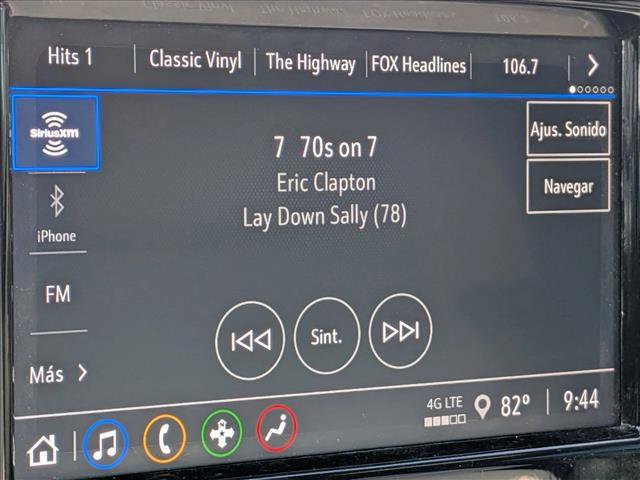 Hits 1
Classic Vinyl
The Highway
FOX Headlines
106.7
SiriusXM
7 70s on 7
Ajus. Sonido
Eric Clapton
Navegar
Lay Down Sally (78)
iPhone
FM
Sint.
Más
4G LTE
82°
9:44